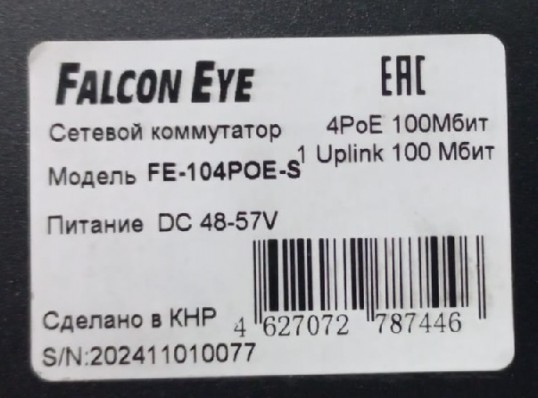 FALCON EYE
EAC
Сетевой коммутатор
4PoE 100Мбит
Модель FE-104POE-S
1 Uplink 100 Мбит
Питание DC 48-57V
Сделано в КНР
4 627072 787446
S/N:202411010077